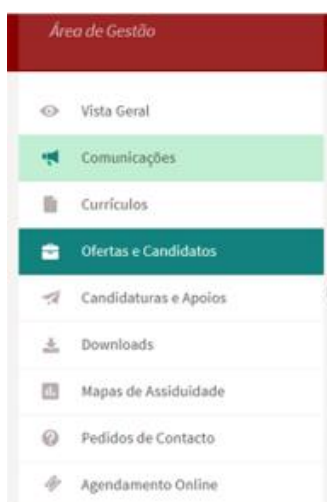 Área de Gestão
Vista Geral
Comunicações
Currículos
Ofertas e Candidatos
Candidaturas e Apoios
Downloads
Mapas de Assiduidade
Pedidos de Contacto
Agendamento Online